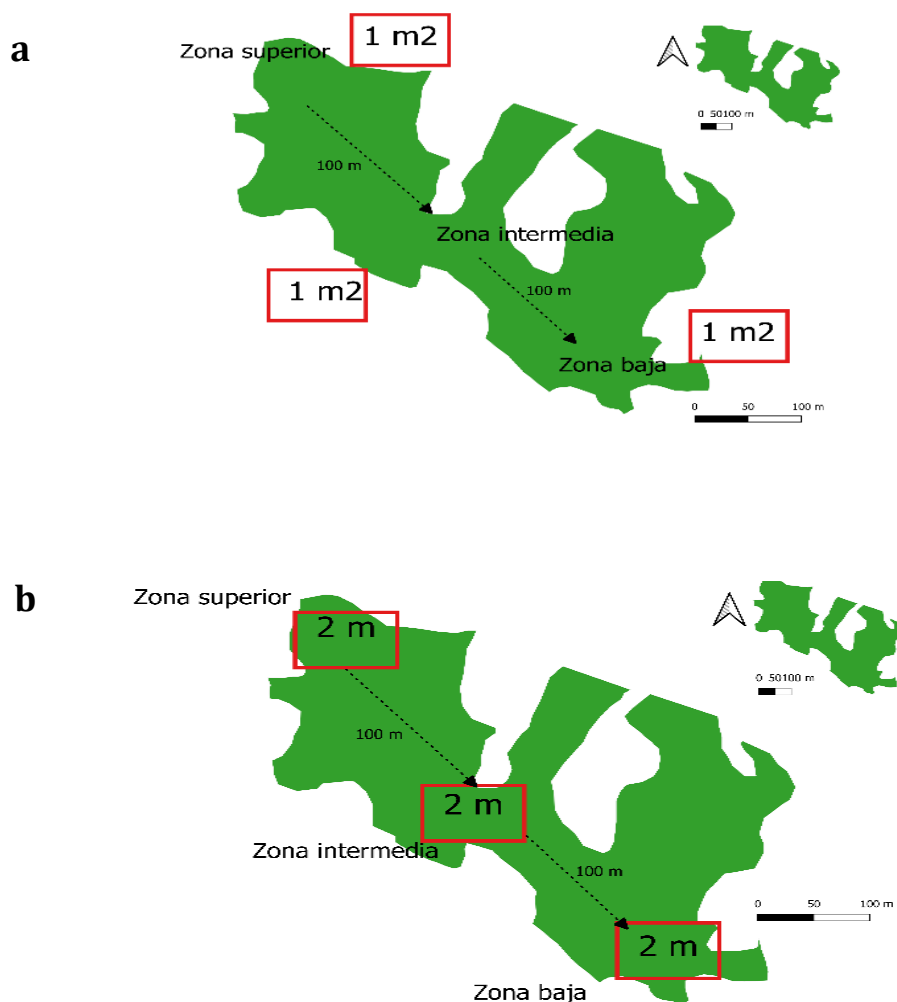 a
1 m2
Zona superior
0 50100 m
100 m
Zona intermedia
1 m2
100 m
1 m2
Zona baja
0 50 100 m
b
Zona superior
2 m
0 50100 m
100 m
2 m
Zona intermedia
100 m
0 50 100 m
2 m
Zona baja